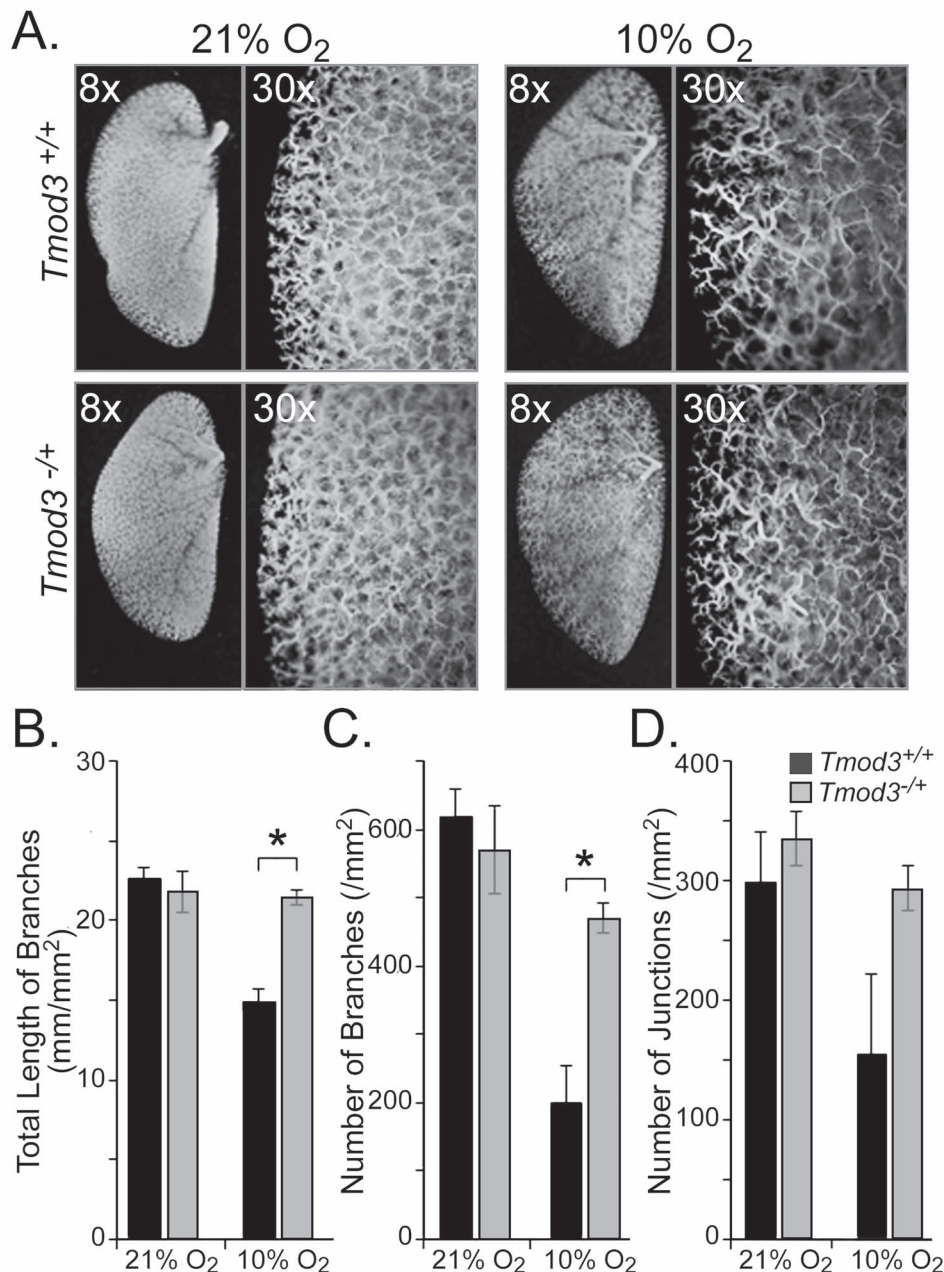 A.
21% O2
10% O2
Tmod3 +/+
8x
30x
8x
30x
Tmod3 -/+
8x
30x
8x
30x
B.
Total Length of Branches
(mm/mm2)
30
20
10
0
*
21% O2
10% O2
C.
Number of Branches (/mm2)
600
400
200
0
*
21% O2
10% O2
D.
Number of Junctions (/mm2)
400
300
200
100
0
Tmod3+/+
Tmod3-/+
21% O2
10% O2